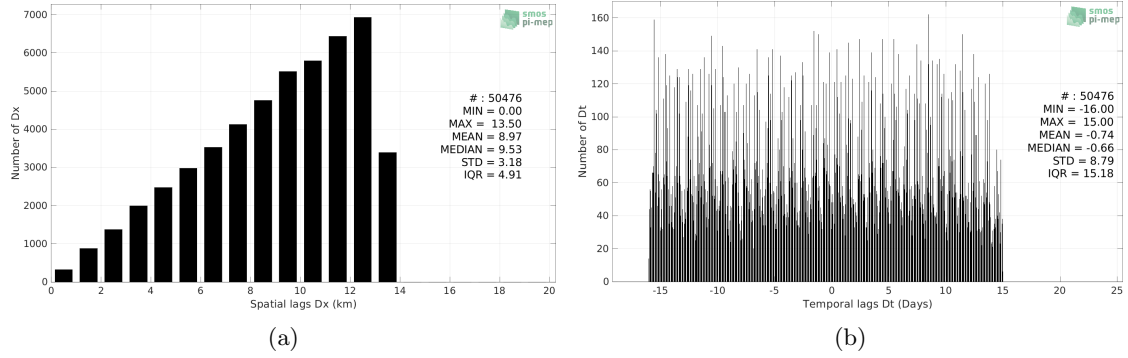 7000
6000
5000
4000
3000
2000
1000
0
Number of Dx
smos
pi-mep
# : 50476
MIN = 0.00
MAX = 13.50
MEAN = 8.97
MEDIAN = 9.53
STD = 3.18
IQR = 4.91
0 2 4 6 8 10 12 14 16 18 20
Spatial lags Dx (km)
(a)
160
140
120
100
80
60
40
20
0
Number of Dt
smos
pi-mep
# : 50476
MIN = -16.00
MAX = 15.00
MEAN = -0.74
MEDIAN = -0.66
STD = 8.79
IQR = 15.18
-15 -10 -5 0 5 10 15 20 25
Temporal lags Dt (Days)
(b)